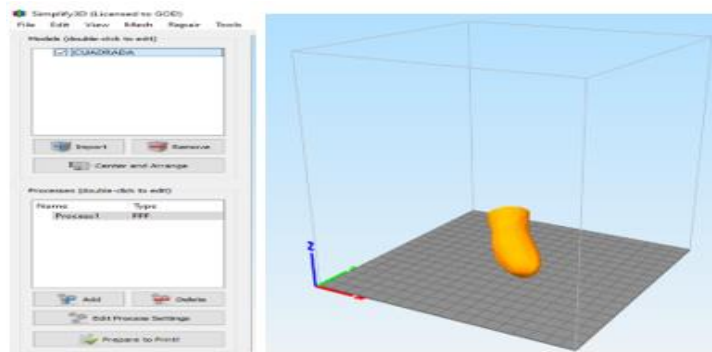 Simplify3D (Licensed to GOD)
File Edit View Mesh Repair Tools
Models (double-click to edit)
CUADRADA
Import Remove
Center and Arrange
Processes (double-click to edit)
Name Type
Process1 FFF
Add Delete
Edit Process Settings
Prepare to Print!
Z